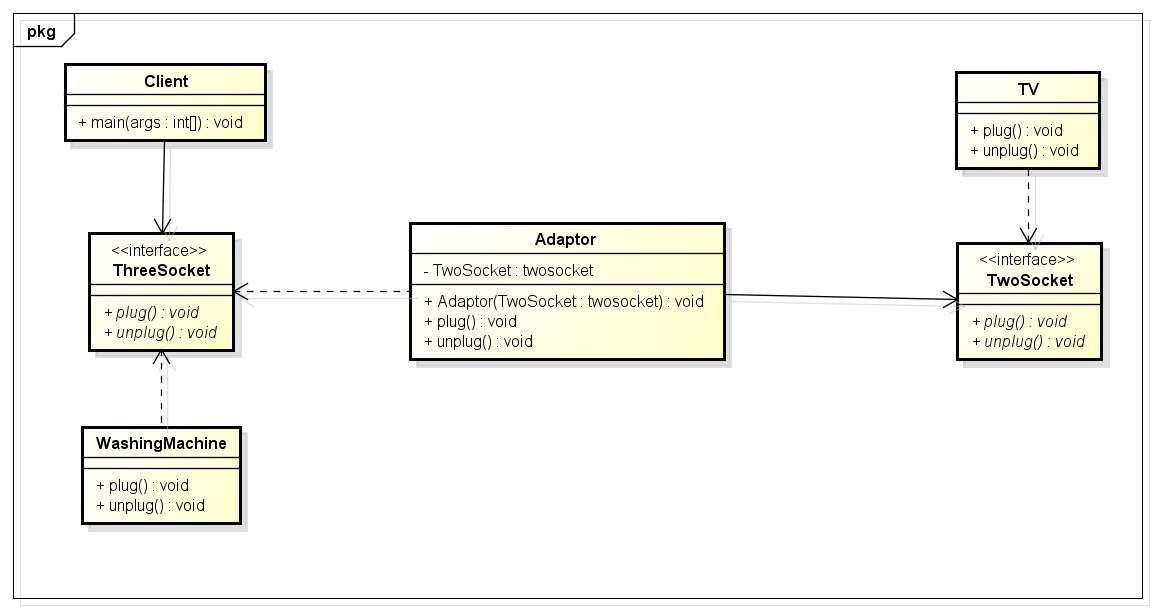 pkg
Client
+ main(args : int[]) : void
TV
+ plug() : void
+ unplug() : void
<<interface>>
ThreeSocket
+ plug() : void
+ unplug() : void
Adaptor
- TwoSocket : twosocket
+ Adaptor(TwoSocket : twosocket) : void
+ plug() : void
+ unplug() : void
<<interface>>
TwoSocket
+ plug() : void
+ unplug() : void
WashingMachine
+ plug() : void
+ unplug() : void